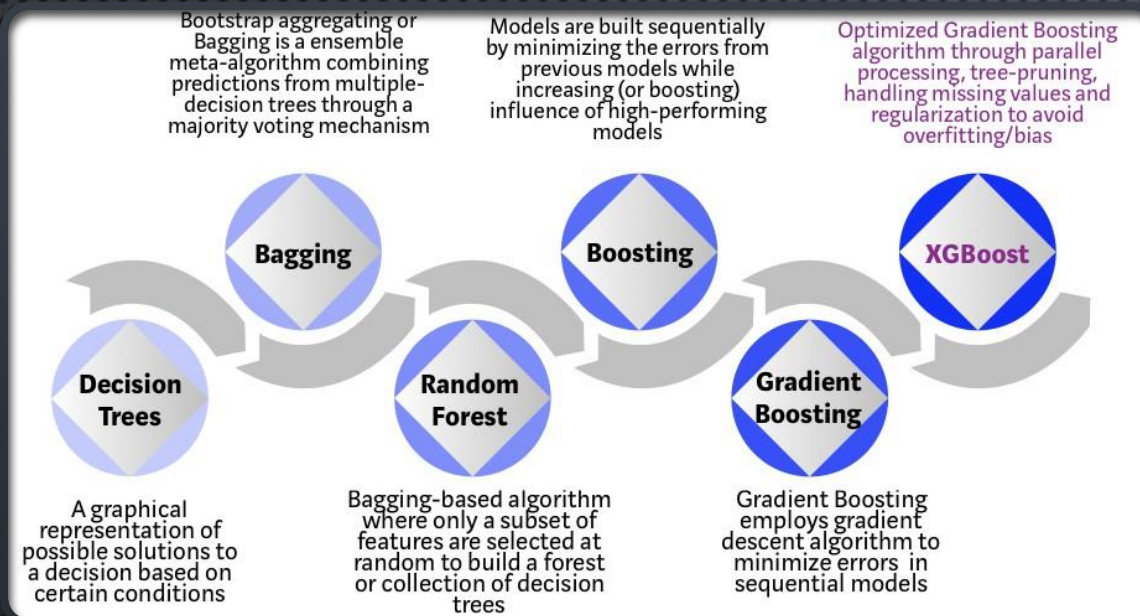 Bootstrap aggregating or
Bagging is a ensemble
meta-algorithm combining
predictions from multiple-
decision trees through a
majority voting mechanism
Models are built sequentially
by minimizing the errors from
previous models while
increasing (or boosting)
influence of high-performing
models
Optimized Gradient Boosting
algorithm through parallel
processing, tree-pruning,
handling missing values and
regularization to avoid
overfitting/bias
Bagging
Boosting
XGBoost
Decision
Trees
Random
Forest
Gradient
Boosting
A graphical
representation of
possible solutions to
a decision based on
certain conditions
Bagging-based algorithm
where only a subset of
features are selected at
random to build a forest
or collection of decision
trees
Gradient Boosting
employs gradient
descent algorithm to
minimize errors in
sequential models